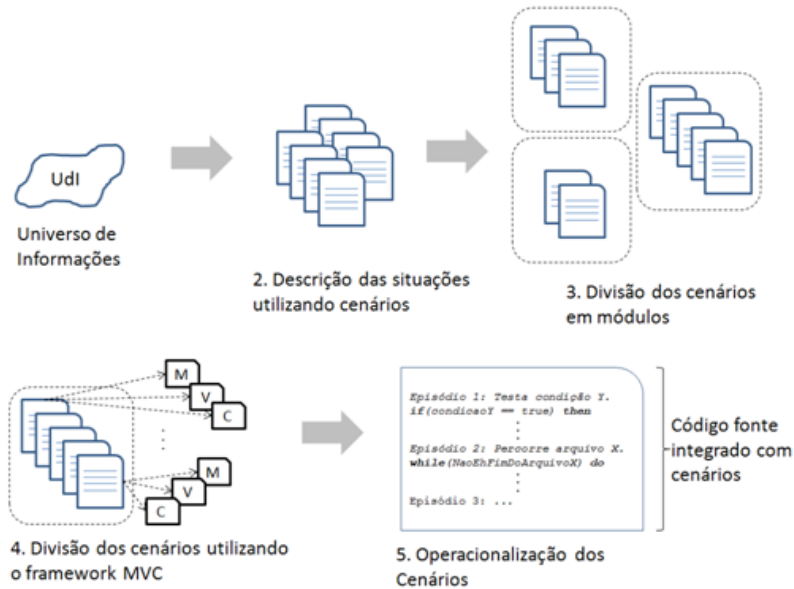 UdI
Universo de
Informações
2. Descrição das situações
utilizando cenários
3. Divisão dos cenários
em módulos
M
V
C
M
V
C
4. Divisão dos cenários utilizando
o framework MVC
Episódio 1: Testa condição Y.
if(condicaoY == true) then
Episódio 2: Percorre arquivo X.
while(NaoEhFimDoArquivoX) do
Episódio 3: ...
Código fonte
integrado com
cenários
5. Operacionalização dos
Cenários